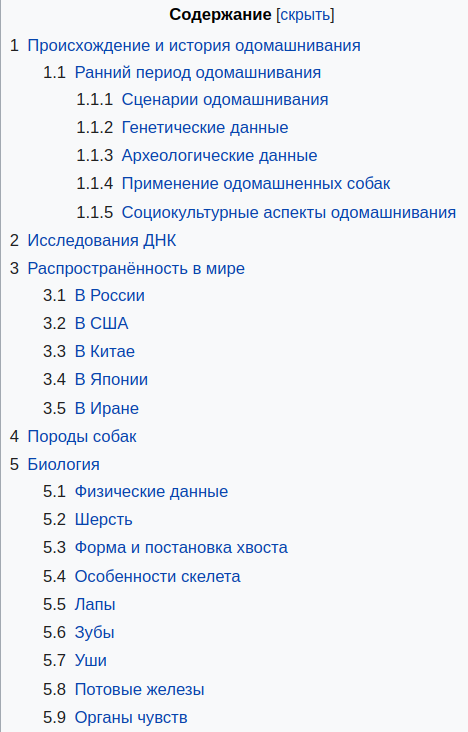 Содержание [скрыть]
1 Происхождение и история одомашнивания
1.1 Ранний период одомашнивания
1.1.1 Сценарии одомашнивания
1.1.2 Генетические данные
1.1.3 Археологические данные
1.1.4 Применение одомашненных собак
1.1.5 Социокультурные аспекты одомашнивания
2 Исследования ДНК
3 Распространённость в мире
3.1 В России
3.2 В США
3.3 В Китае
3.4 В Японии
3.5 В Иране
4 Породы собак
5 Биология
5.1 Физические данные
5.2 Шерсть
5.3 Форма и постановка хвоста
5.4 Особенности скелета
5.5 Лапы
5.6 Зубы
5.7 Уши
5.8 Потовые железы
5.9 Органы чувств